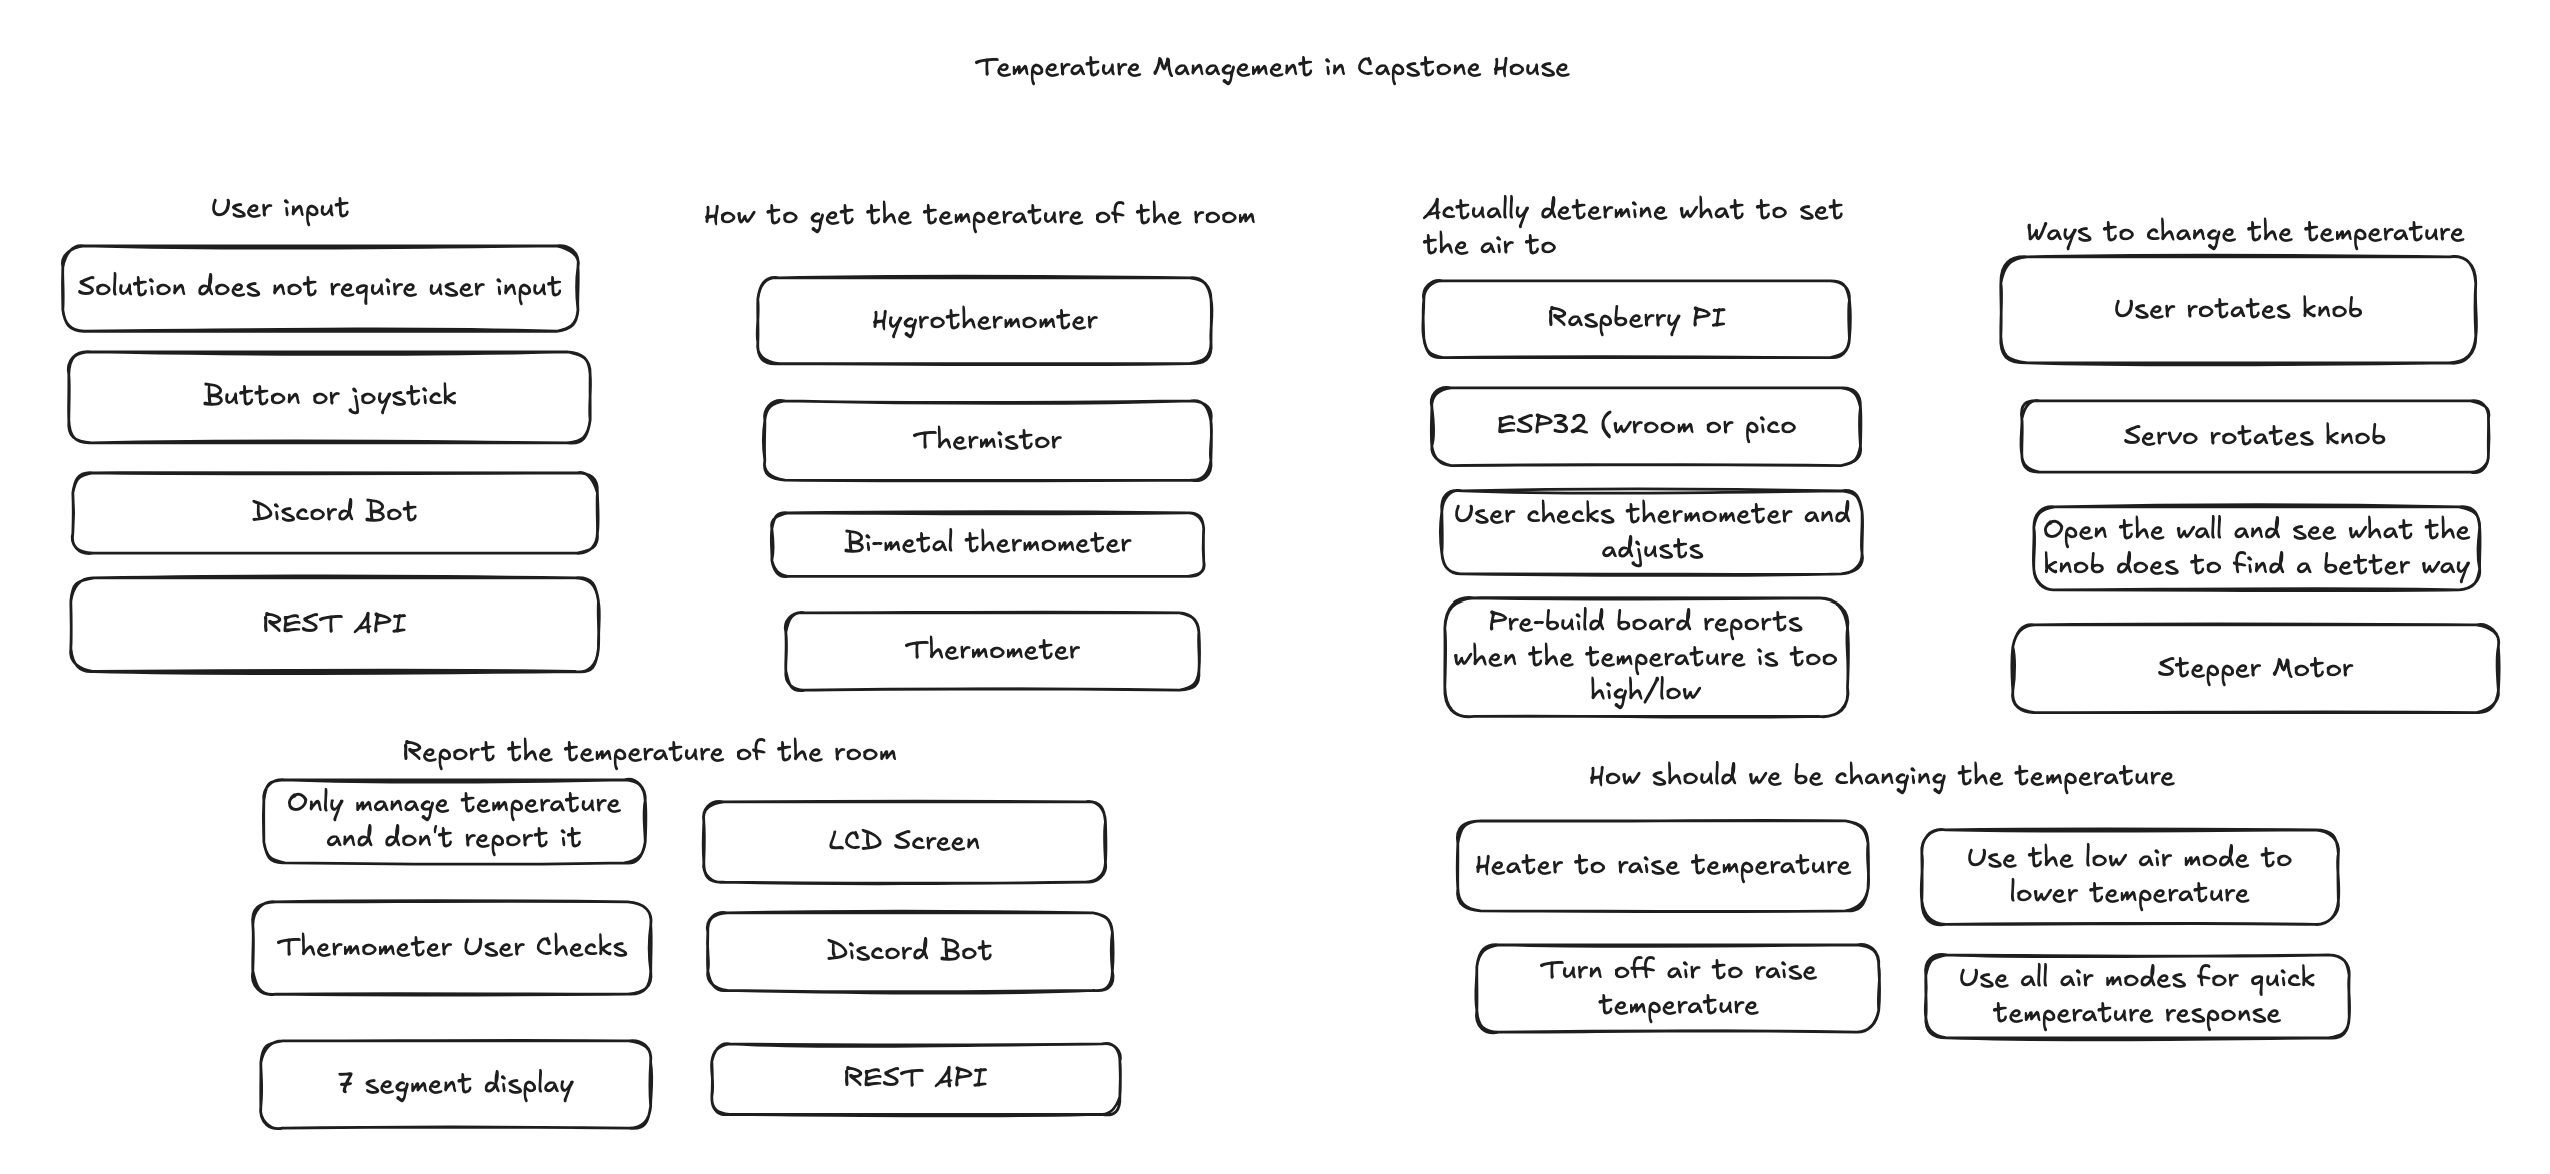 Temperature Management in Capstone House
User input
Solution does not require user input
Button or joystick
Discord Bot
REST API
How to get the temperature of the room
Hygrothermomter
Thermistor
Bi-metal thermometer
Thermometer
Actually determine what to set
the air to
Raspberry PI
ESP32 (wroom or pico
User checks thermometer and
adjusts
Pre-build board reports
when the temperature is too
high/low
Ways to change the temperature
User rotates knob
Servo rotates knob
Open the wall and see what the
knob does to find a better way
Stepper Motor
Report the temperature of the room
Only manage temperature
and don't report it
Thermometer User Checks
7 segment display
LCD Screen
Discord Bot
REST API
How should we be changing the temperature
Heater to raise temperature
Turn off air to raise
temperature
Use the low air mode to
lower temperature
Use all air modes for quick
temperature response